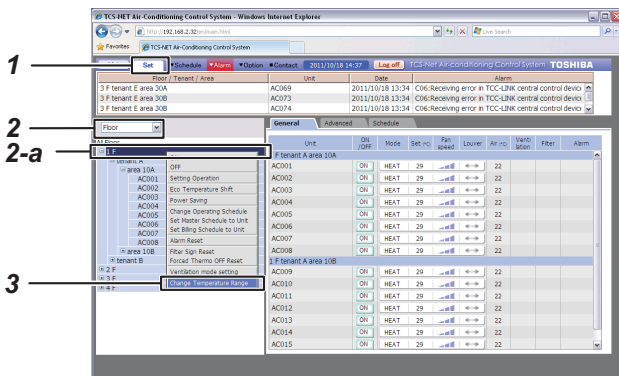 TCS-NET Air-Conditioning Control System - Windows Internet Explorer
http://192.168.2.32/en/main.html
Live Search
Favorites
TCS-NET Air-Conditioning Control System
1
Set ▼Schedule ▼Alarm ▼Option ▼Contact 2011/10/18 14:37 Log off TCS-Net Air-conditioning Control System TOSHIBA
Floor / Tenant / Area Unit Date Alarm
3 F tenant E area 30A AC069 2011/10/18 13:34 C06:Receiving error in TCC-LINK central control device
3 F tenant E area 30B AC073 2011/10/18 13:34 C06:Receiving error in TCC-LINK central control device
3 F tenant E area 30B AC074 2011/10/18 13:34 C06:Receiving error in TCC-LINK central control device
2
Floor
2-a
All Floors
1 F
tenant A
area 10A
AC001
AC002
AC003
AC004
AC005
AC006
AC007
AC008
area 10B
tenant B
2 F
3 F
4 F
OFF
Setting Operation
Eco Temperature Shift
Power Saving
Change Operating Schedule
Set Master Schedule to Unit
Set Billing Schedule to Unit
Alarm Reset
Filter Sign Reset
Forced Thermo OFF Reset
Ventilation mode setting
3
Change Temperature Range
General Advanced Schedule
Unit ON /OFF Mode Set (°C) Fan speed Louver Air (°C) Venti lation Filter Alarm
1 F tenant A area 10A
AC001 ON HEAT 29 22
AC002 ON HEAT 29 22
AC003 ON HEAT 29 22
AC004 ON HEAT 29 22
AC005 ON HEAT 29 22
AC006 ON HEAT 29 22
AC007 ON HEAT 29 22
AC008 ON HEAT 29 22
1 F tenant A area 10B
AC009 ON HEAT 29 22
AC010 ON HEAT 29 22
AC011 ON HEAT 29 22
AC012 ON HEAT 29 22
AC013 ON HEAT 29 22
AC014 ON HEAT 29 22
AC015 ON HEAT 29 22